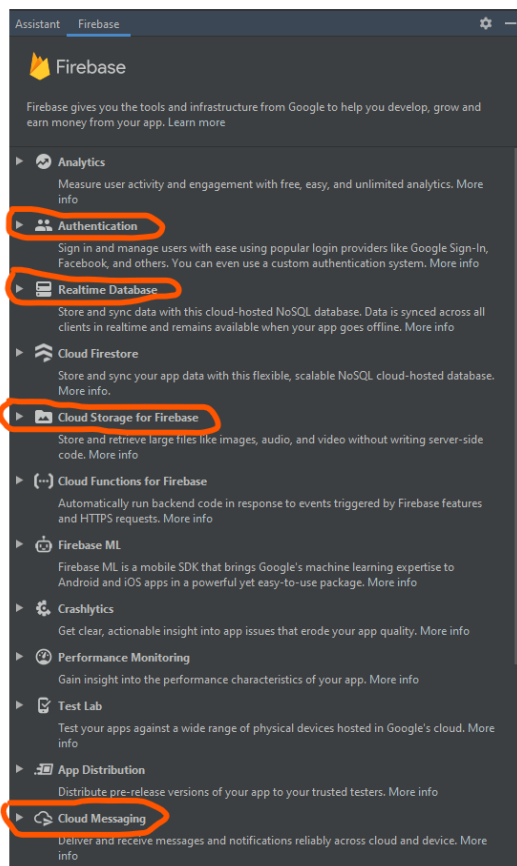 Assistant Firebase
Firebase
Firebase gives you the tools and infrastructure from Google to help you develop, grow and
earn money from your app. Learn more
Analytics
Measure user activity and engagement with free, easy, and unlimited analytics. More
info
Authentication
Sign in and manage users with ease using popular login providers like Google Sign-In,
Facebook, and others. You can even use a custom authentication system. More info
Realtime Database
Store and sync data with this cloud-hosted NoSQL database. Data is synced across all
clients in realtime and remains available when your app goes offline. More info
Cloud Firestore
Store and sync your app data with this flexible, scalable NoSQL cloud-hosted database.
More info.
Cloud Storage for Firebase
Store and retrieve large files like images, audio, and video without writing server-side
code. More info
Cloud Functions for Firebase
Automatically run backend code in response to events triggered by Firebase features
and HTTPS requests. More info
Firebase ML
Firebase ML is a mobile SDK that brings Google's machine learning expertise to
Android and iOS apps in a powerful yet easy-to-use package. More info
Crashlytics
Get clear, actionable insight into app issues that erode your app quality. More info
Performance Monitoring
Gain insight into the performance characteristics of your app. More info
Test Lab
Test your apps against a wide range of physical devices hosted in Google's cloud. More
info
App Distribution
Distribute pre-release versions of your app to your trusted testers. More info
Cloud Messaging
Deliver and receive messages and notifications reliably across cloud and device. More
info